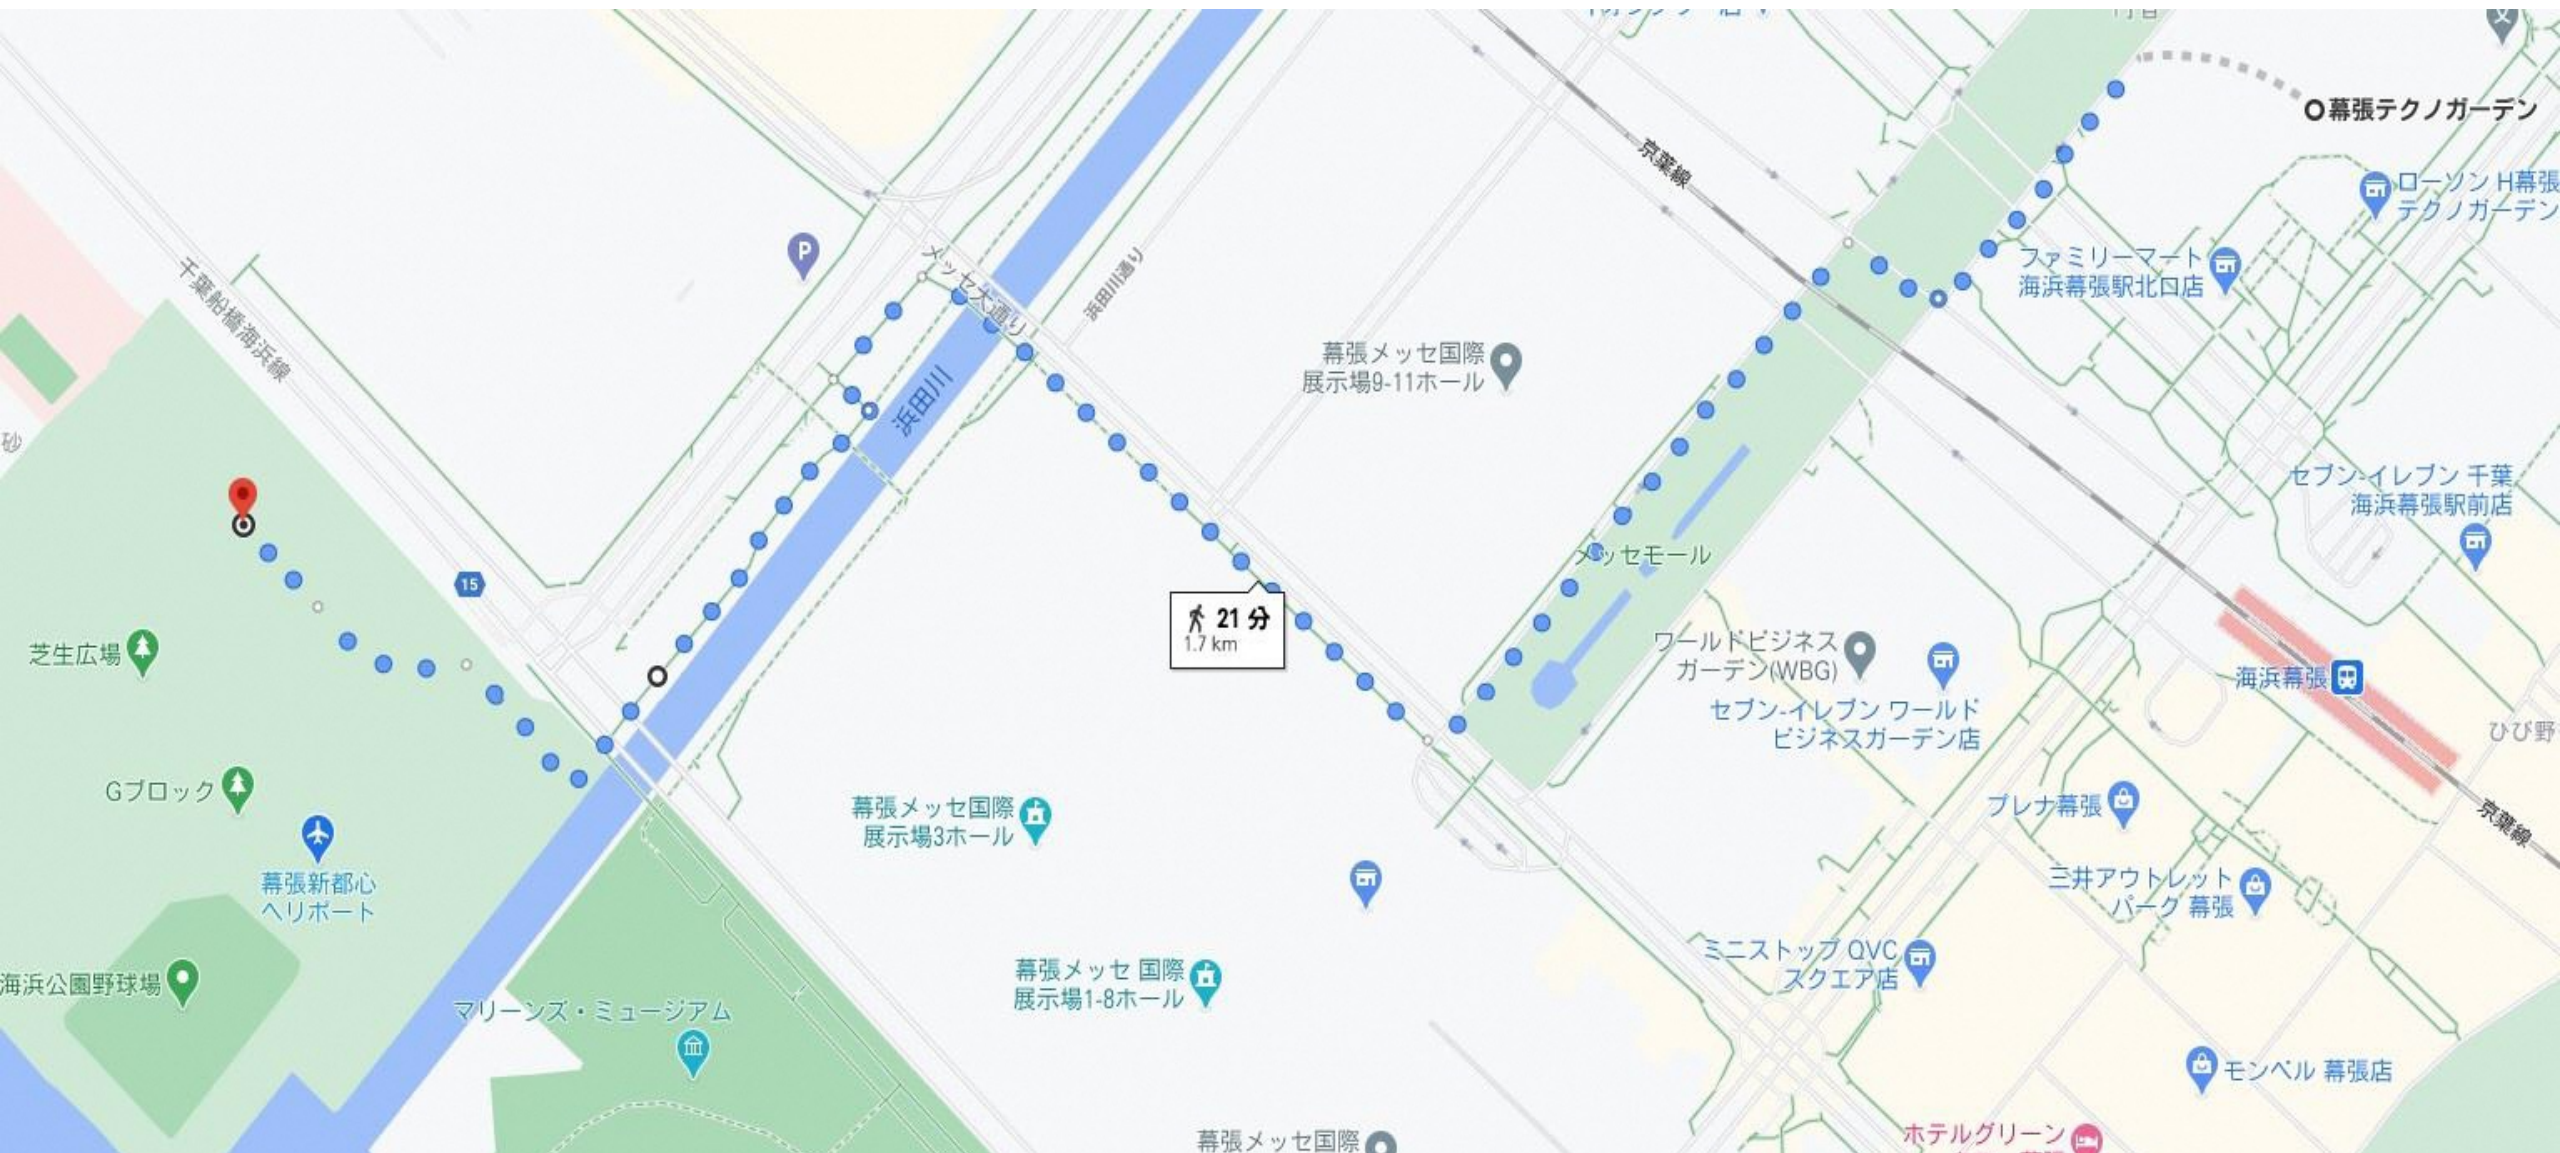 幕張テクノガーデン
京葉線
ローソン H幕張
テクノガーデン
ファミリーマート
海浜幕張駅北口店
P
メッセ大通り
浜田川通り
千葉船橋海浜線
幕張メッセ国際
展示場9-11ホール
浜田川
砂
セブン-イレブン 千葉
海浜幕張駅前店
メッセモール
15
21 分
1.7 km
芝生広場
ワールドビジネス
ガーデン(WBG)
海浜幕張
セブン-イレブン ワールド
ビジネスガーデン店
ひび野
Gブロック
プレナ幕張
幕張メッセ国際
展示場3ホール
京葉線
幕張新都心
ヘリポート
三井アウトレット
パーク 幕張
ミニストップ QVC
スクエア店
海浜公園野球場
幕張メッセ 国際
展示場1-8ホール
マリーンズ・ミュージアム
モンベル 幕張店
幕張メッセ国際
ホテルグリーン